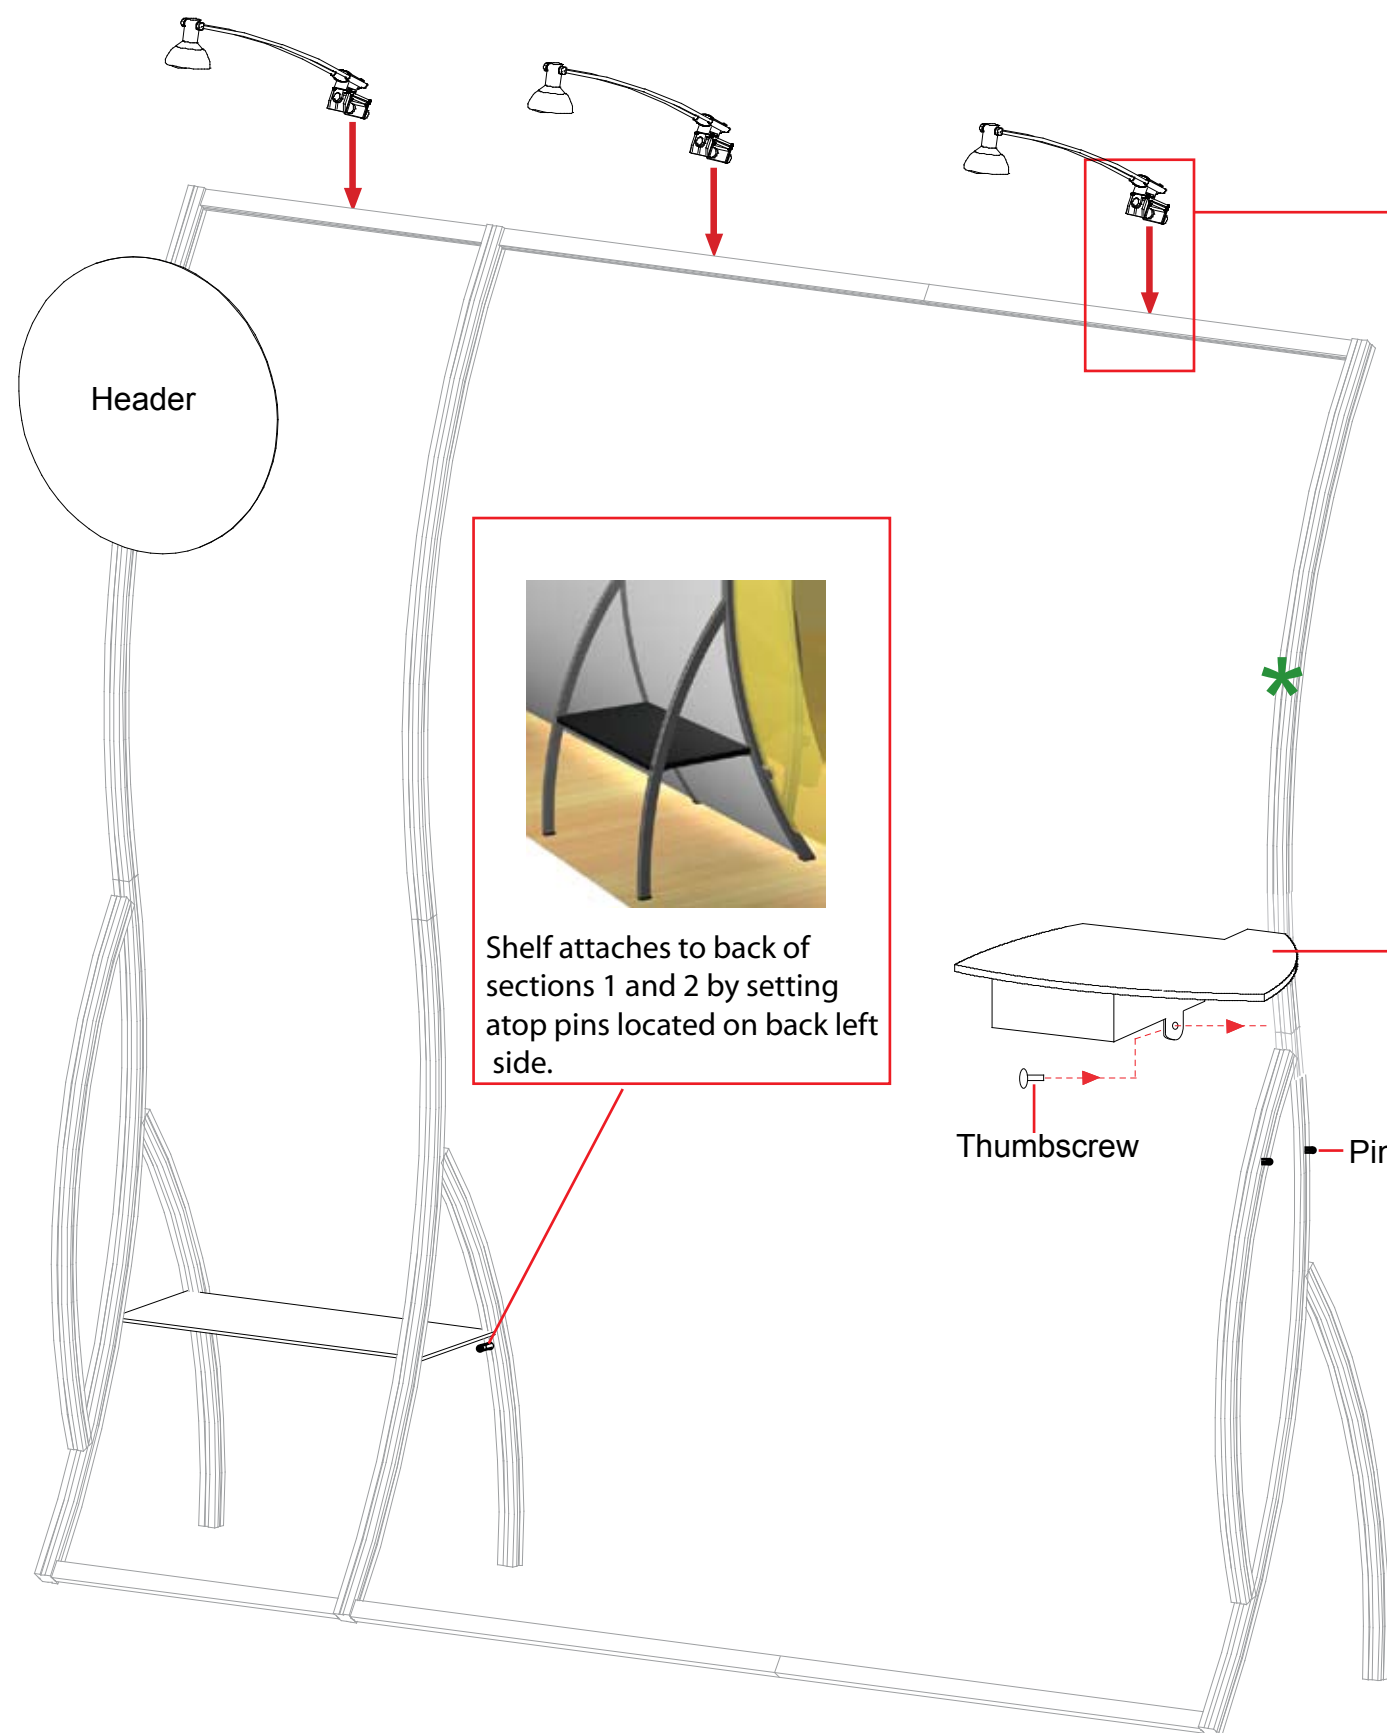 Header
Shelf attaches to back of
sections 1 and 2 by setting
atop pins located on back left
side.
Thumbscrew
*